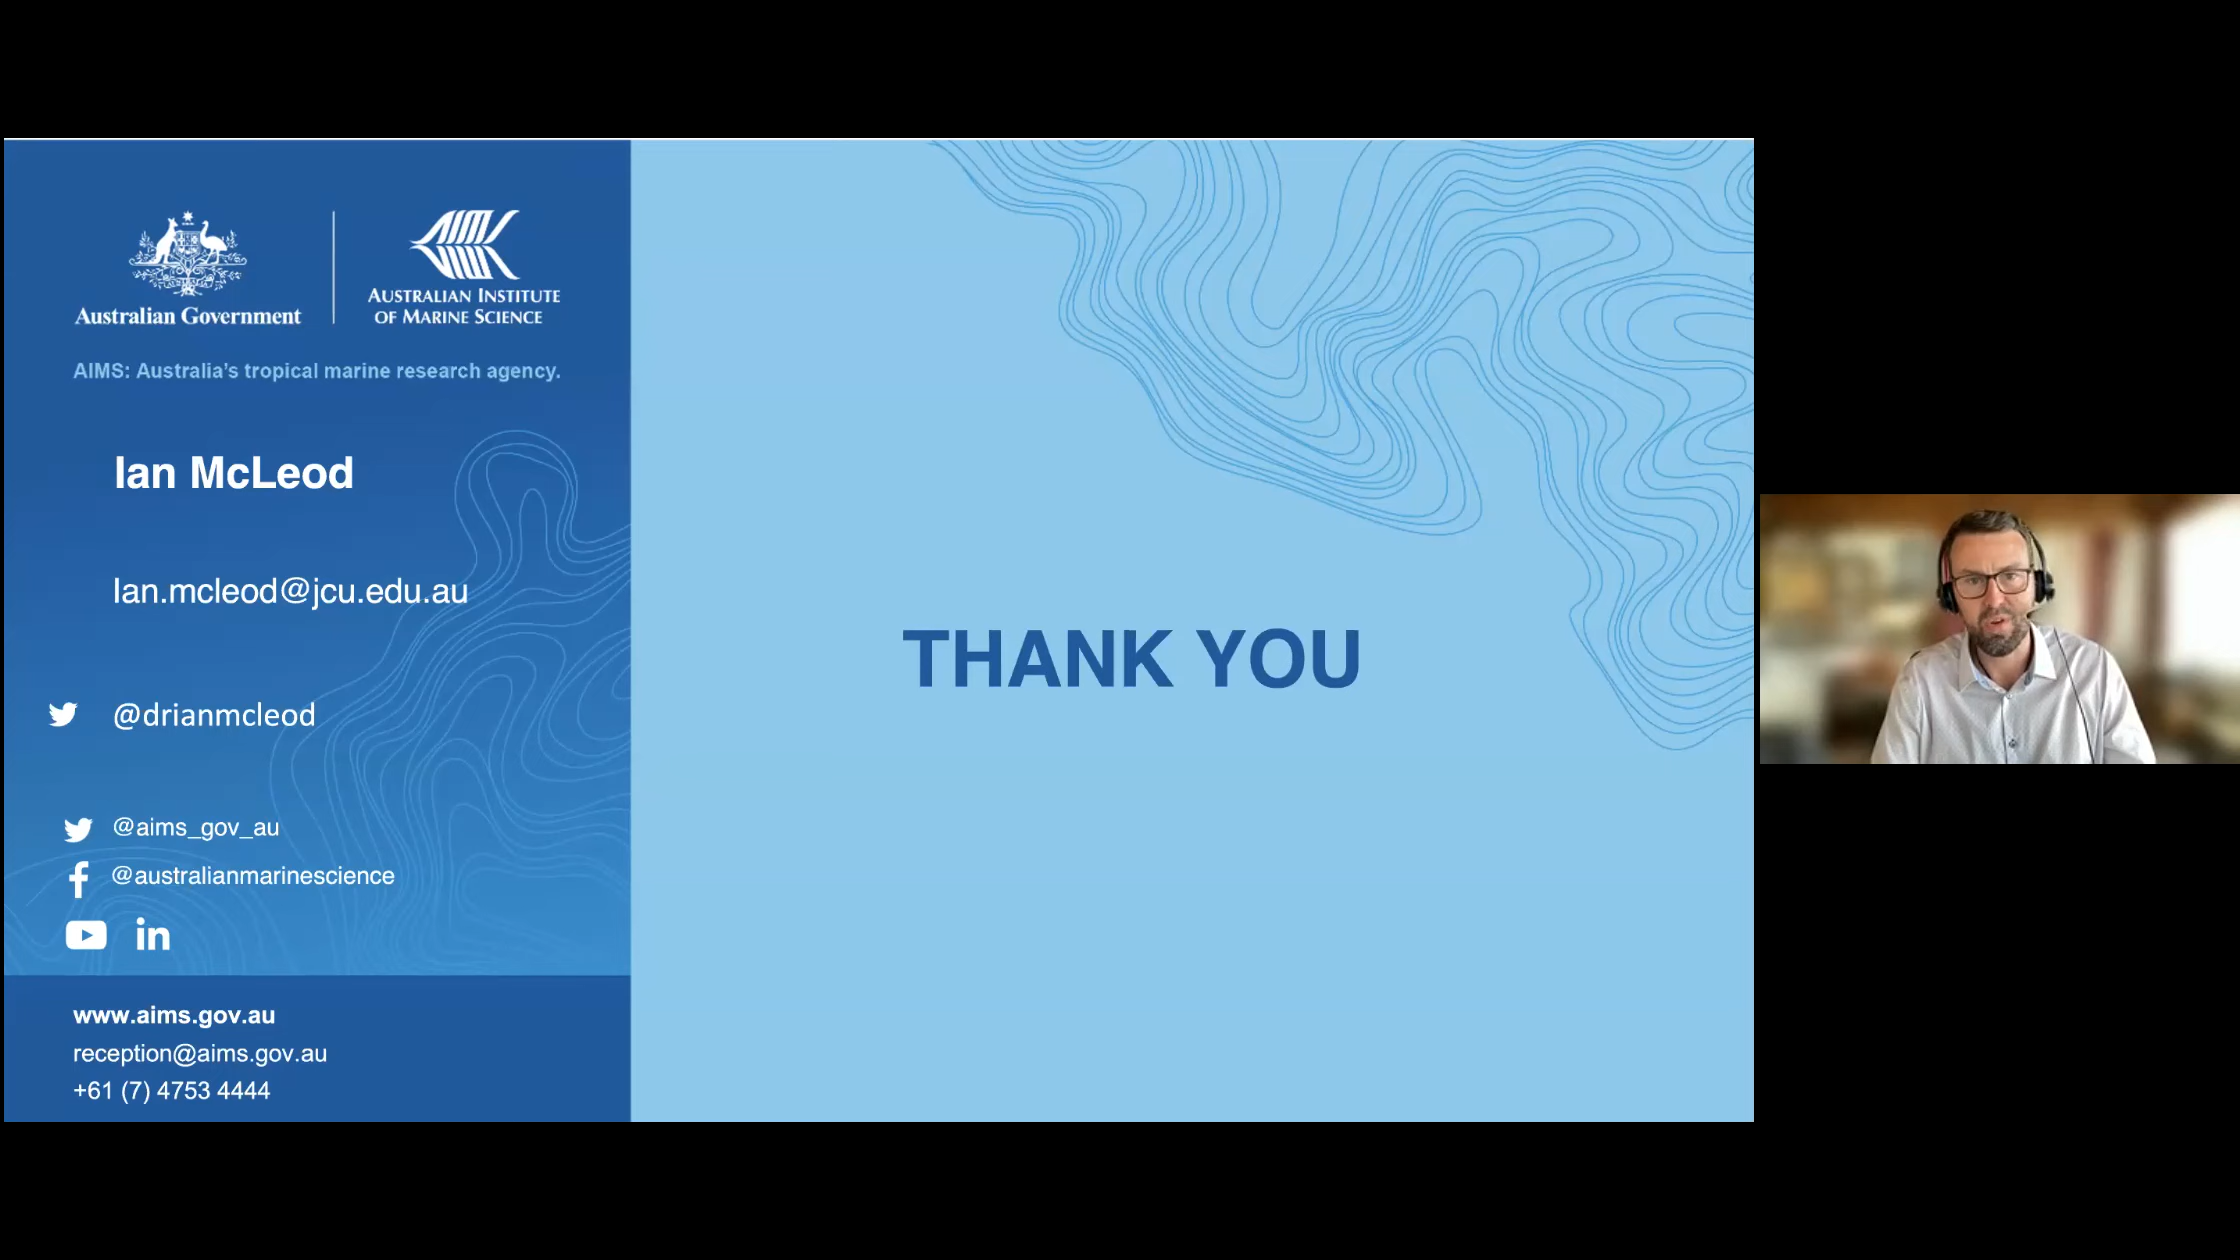 Australian Government
AUSTRALIAN INSTITUTE
OF MARINE SCIENCE
AIMS: Australia's tropical marine research agency.
Ian McLeod
Ian.mcleod@jcu.edu.au
@drianmcleod
@aims_gov_au
@australianmarinescience
in
www.aims.gov.au
reception@aims.gov.au
+61 (7) 4753 4444
THANK YOU